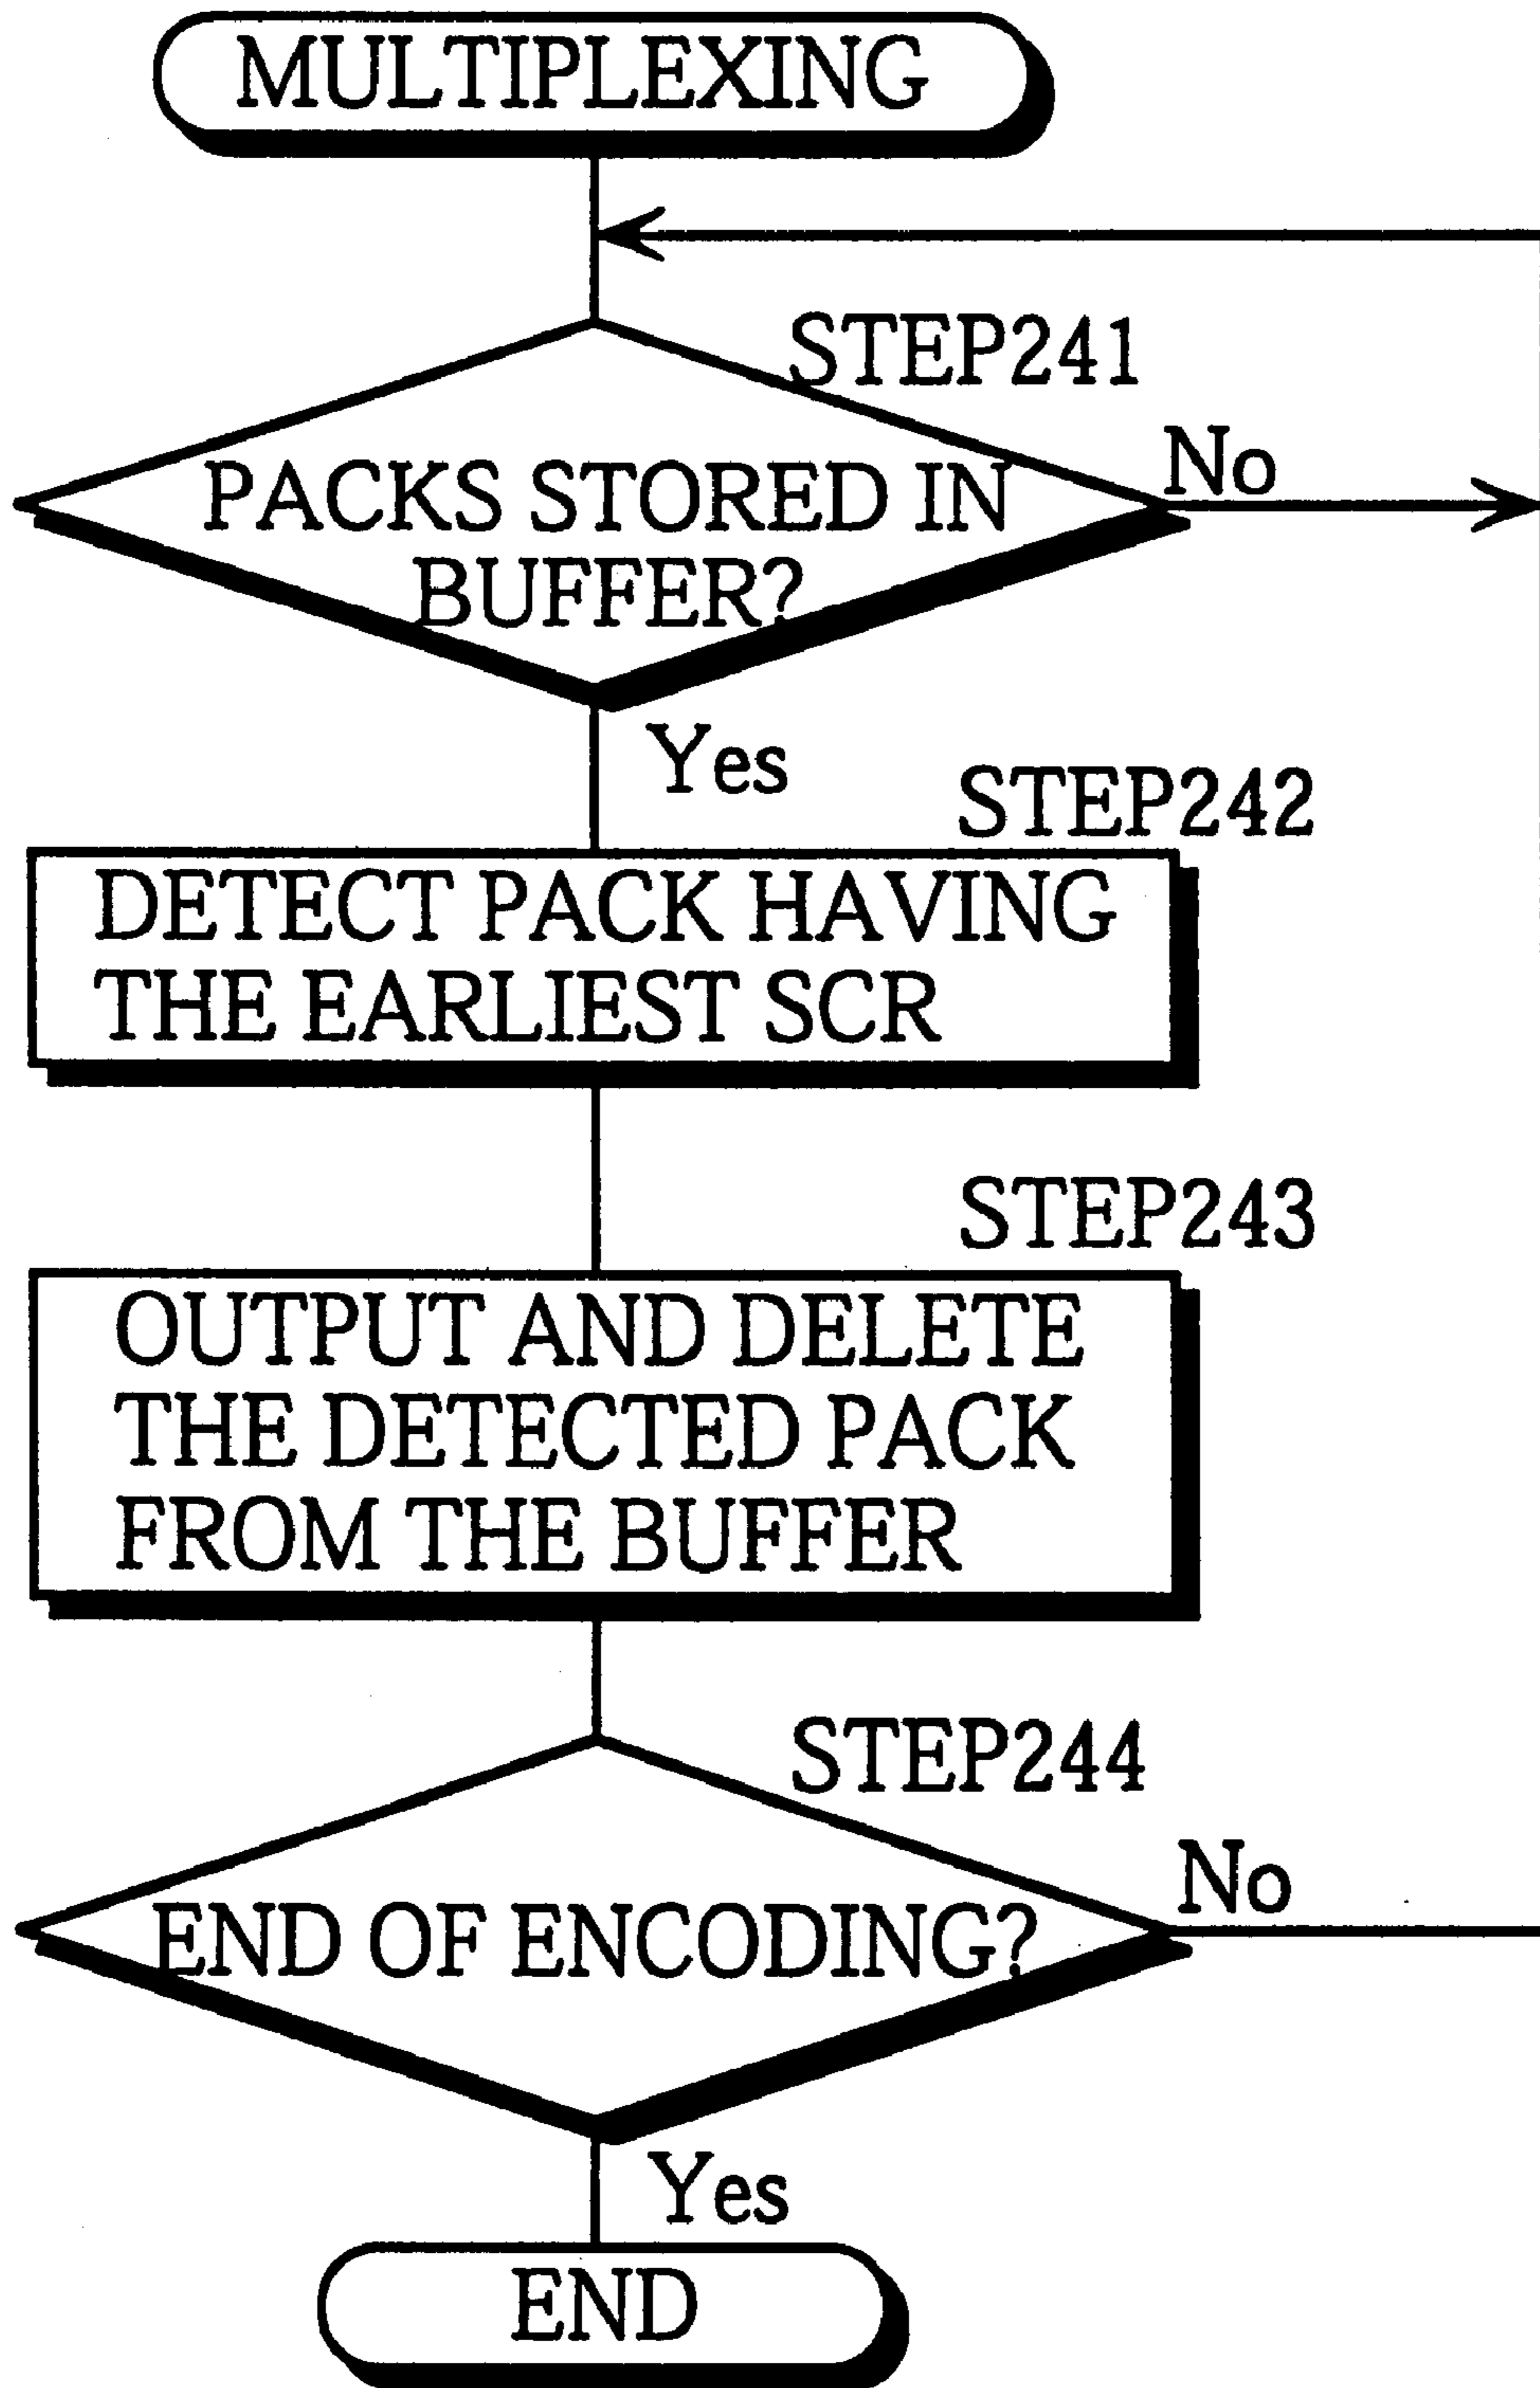 MULTIPLEXING
STEP241
PACKS STORED IN
BUFFER?
No
Yes
STEP242
DETECT PACK HAVING
THE EARLIEST SCR
STEP243
OUTPUT AND DELETE
THE DETECTED PACK
FROM THE BUFFER
STEP244
END OF ENCODING?
No
Yes
END